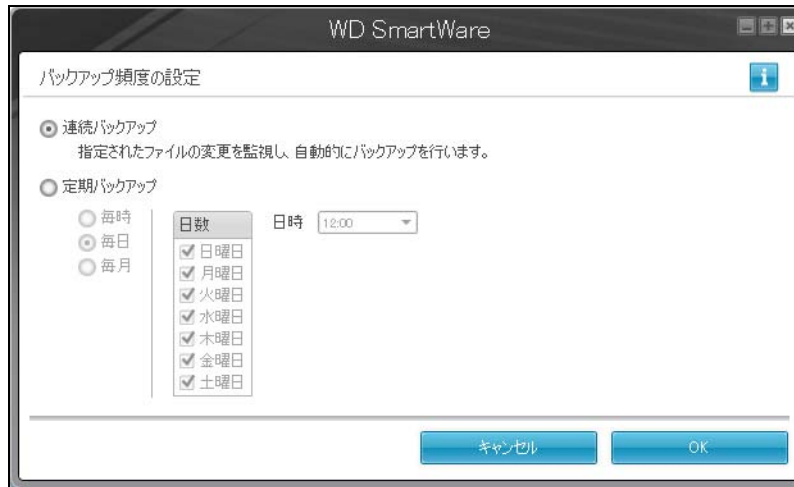 WD SmartWare
バックアップ頻度の設定
連続バックアップ
指定されたファイルの変更を監視し、自動的にバックアップを行います。
定期バックアップ
毎時
毎日
毎月
日数
日曜日
月曜日
火曜日
水曜日
木曜日
金曜日
土曜日
日時 12:00
キャンセル OK